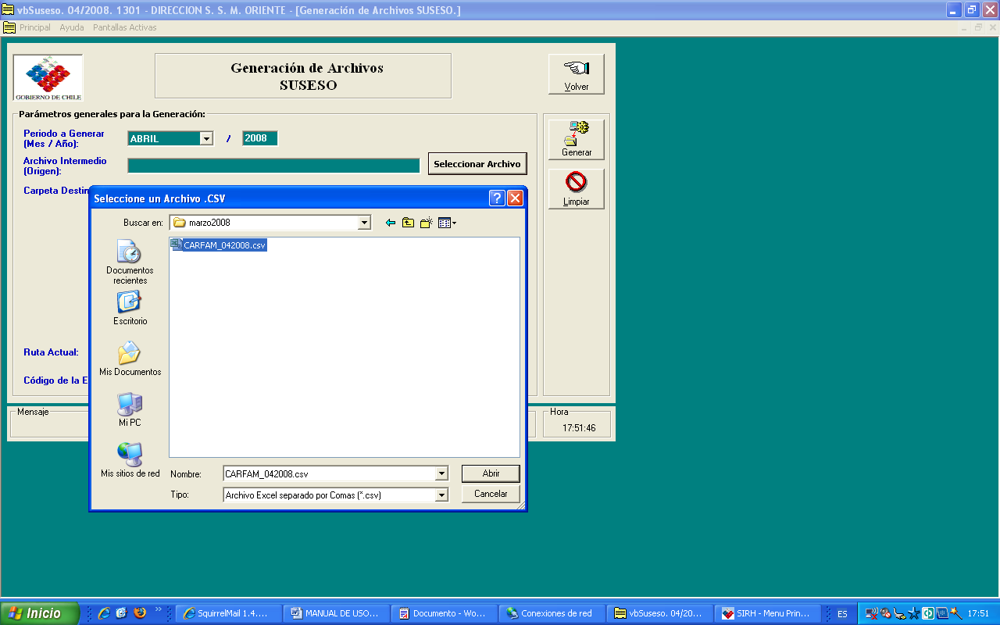 vbSuseso. 04/2008. 1301 - DIRECCION S. S. M. ORIENTE - [Generación de Archivos SUSESO.]
Principal Ayuda Pantallas Activas
GOBIERNO DE CHILE
Generación de Archivos
SUSESO
Volver
Parámetros generales para la Generación:
Periodo a Generar
(Mes / Año):
ABRIL / 2008
Archivo Intermedio
(Origen):
Seleccionar Archivo
Generar
Limpiar
Carpeta Destin
Seleccione un Archivo .CSV
Buscar en: marzo2008
CARFAM_042008.csv
Documentos
recientes
Escritorio
Mis Documentos
Mi PC
Mis sitios de red
Nombre: CARFAM_042008.csv Abrir
Tipo: Archivo Excel separado por Comas (*.csv) Cancelar
Ruta Actual:
Código de la E
Mensaje
Hora
17:51:46
Inicio
»
SquirrelMail 1.4....
MANUAL DE USO...
Documento - Wo...
Conexiones de red
vbSuseso. 04/20...
SIRH - Menu Prin...
ES
17:51